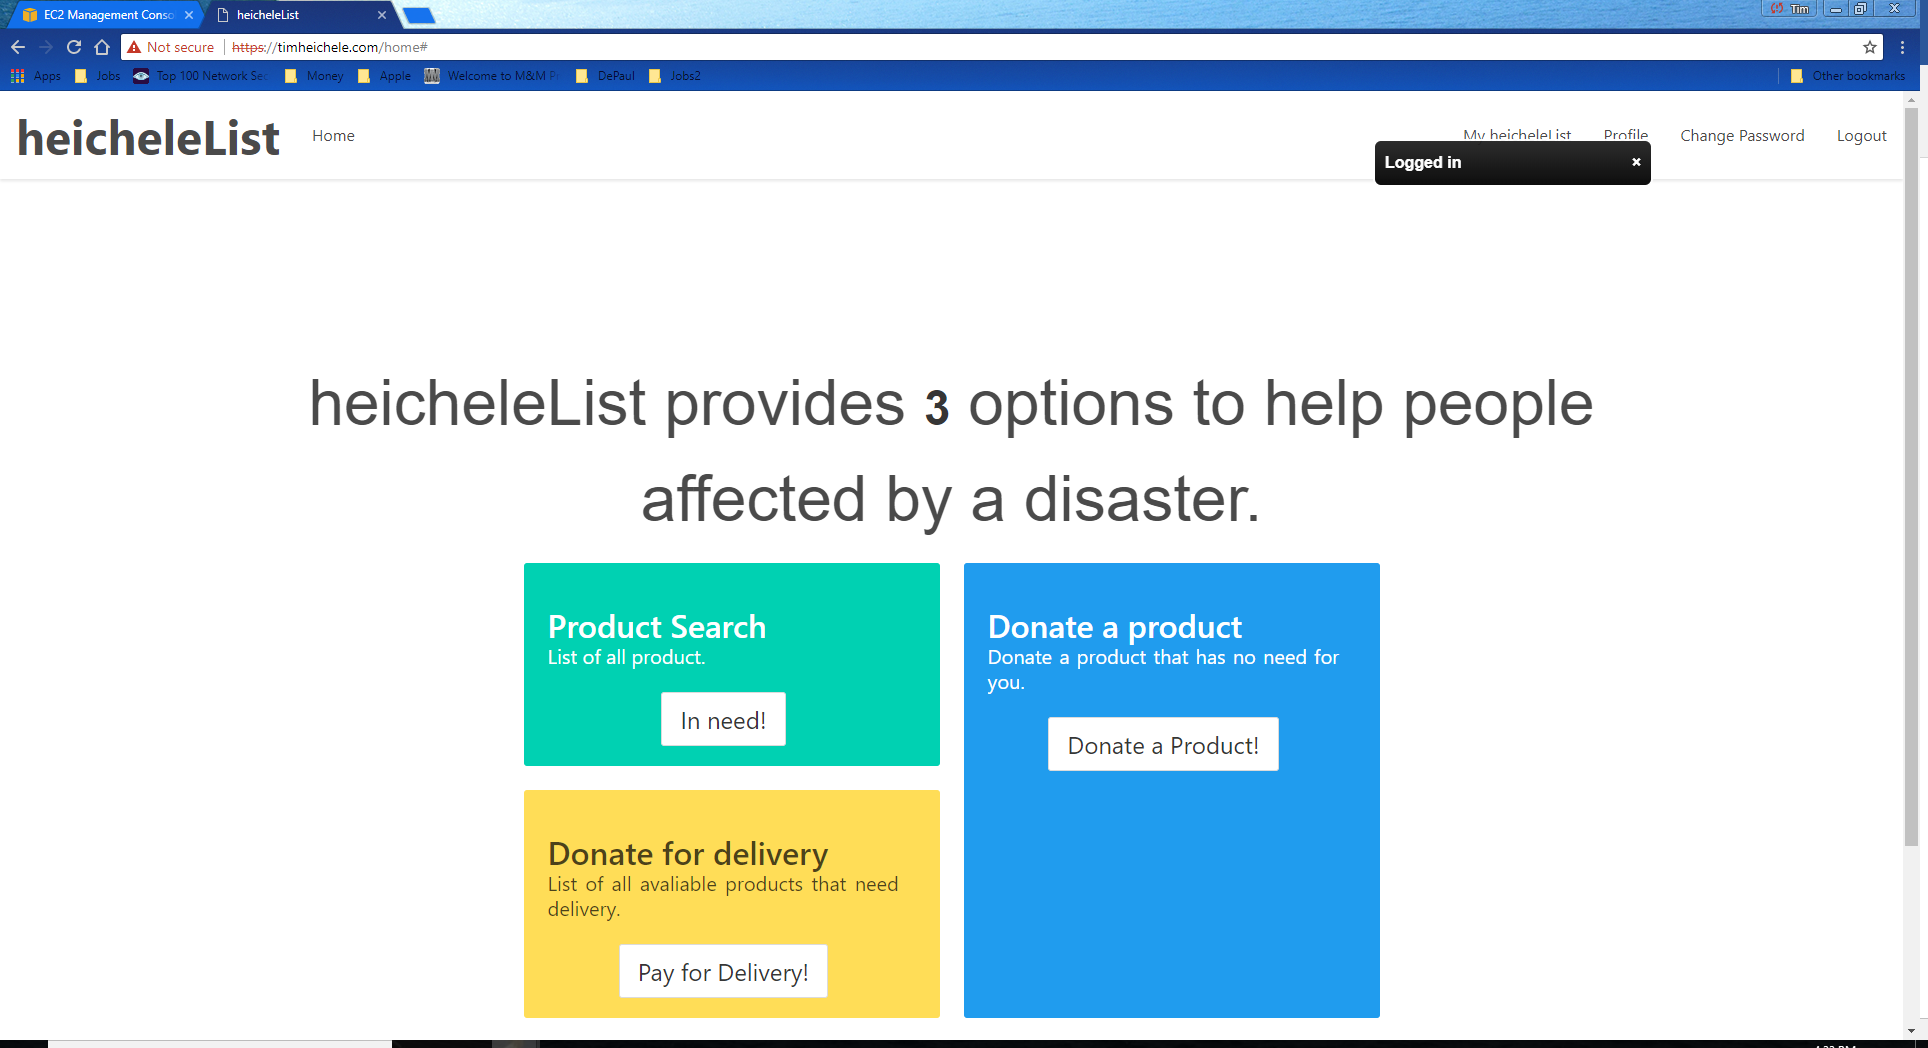 EC2 Management Conso
heicheleList
Tim
Not secure
https://timheichele.com/home#
Apps
Jobs
Top 100 Network Sec
Money
Apple
Welcome to M&M P
DePaul
Jobs2
Other bookmarks
heicheleList
Home
My heicheleList
Profile
Change Password
Logout
Logged in
heicheleList provides 3 options to help people
affected by a disaster.
Product Search
List of all product.
In need!
Donate a product
Donate a product that has no need for
you.
Donate a Product!
Donate for delivery
List of all avaliable products that need
delivery.
Pay for Delivery!